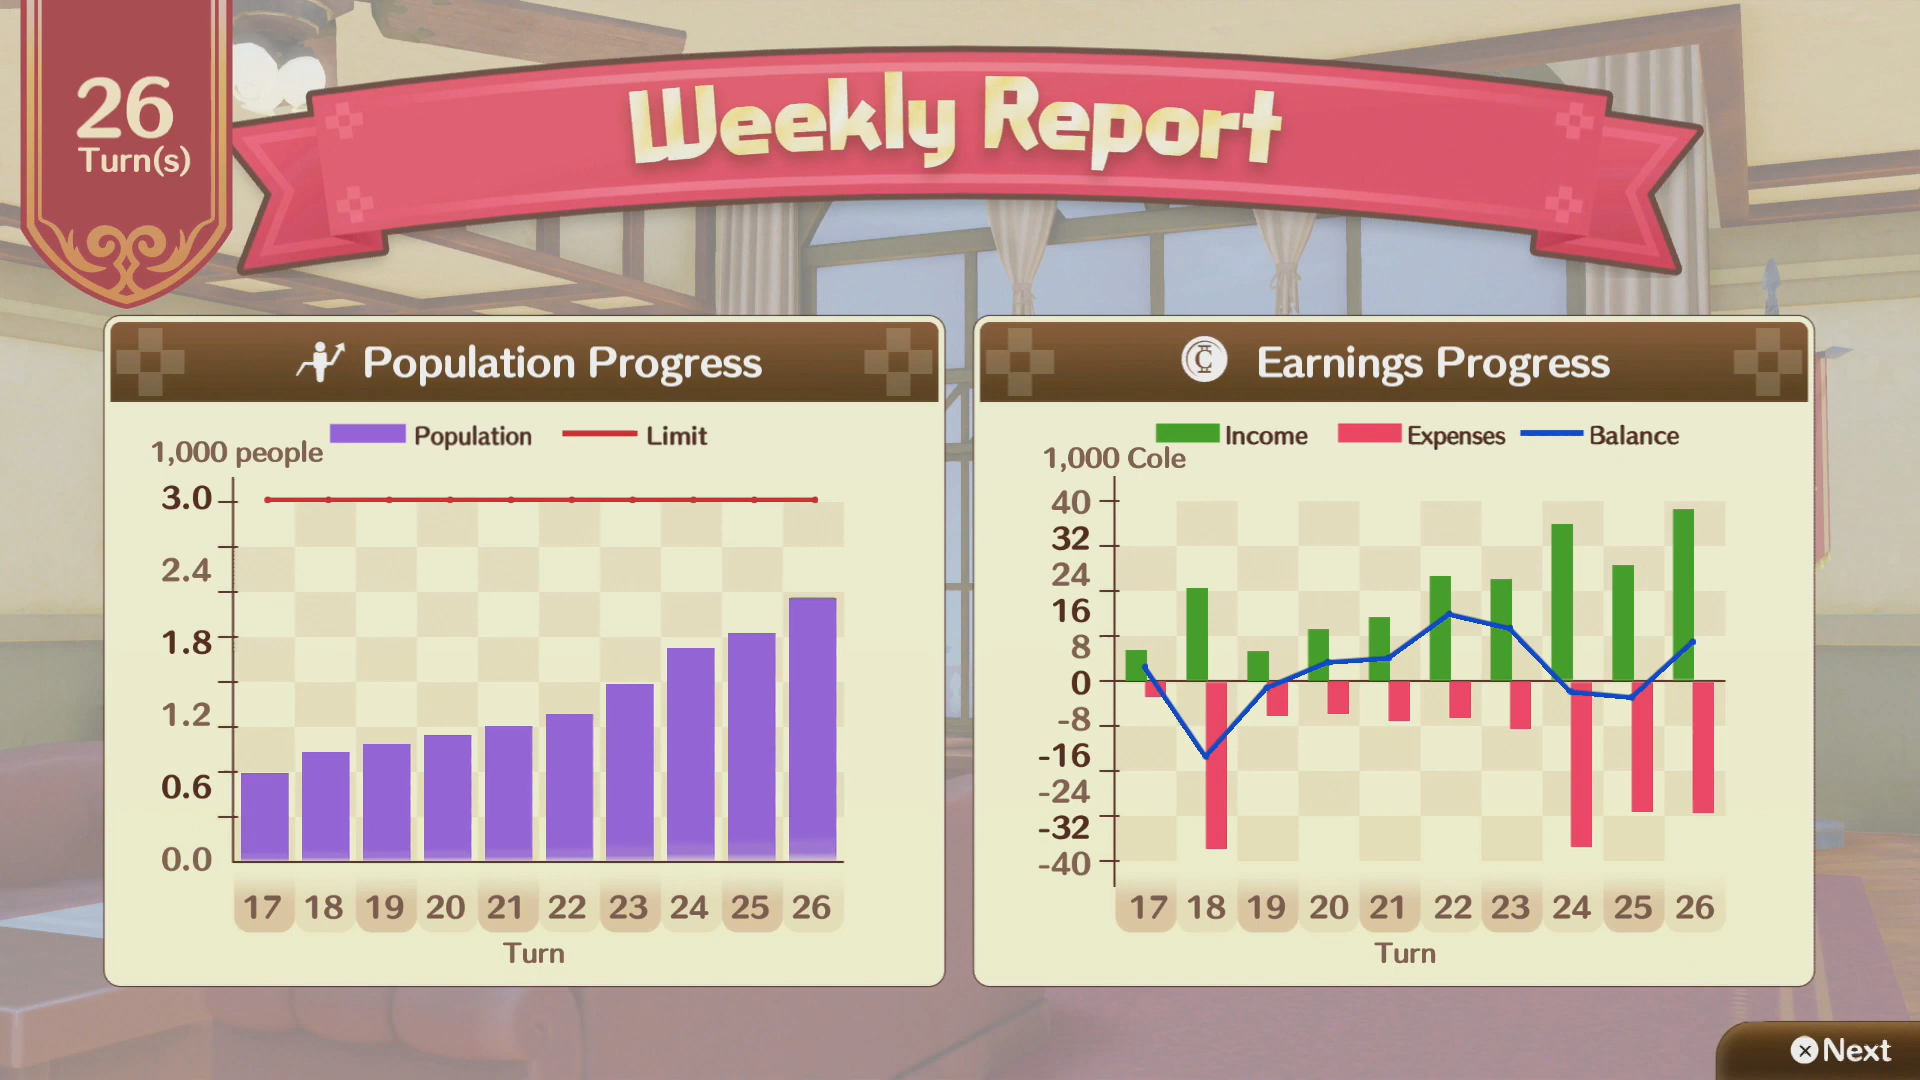 26
Turn(s)
Weekly Report
Population Progress
1,000 people
Population
Limit
3.0
2.4
1.8
1.2
0.6
0.0
17 18 19 20 21 22 23 24 25 26
Turn
Earnings Progress
1,000 Cole
Income
Expenses
Balance
40
32
24
16
8
0
-8
-16
-24
-32
-40
17 18 19 20 21 22 23 24 25 26
Turn
Next